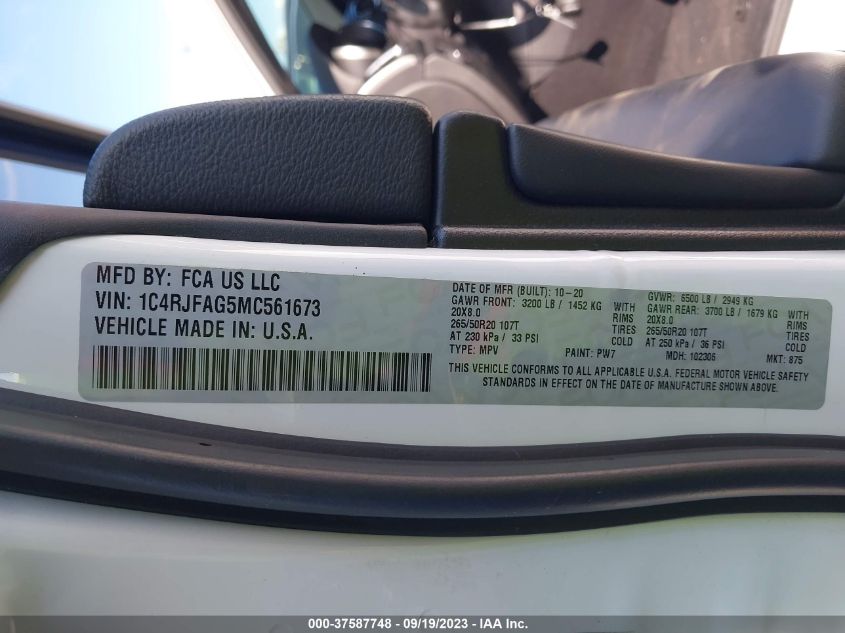 MFD BY: FCA US LLC
VIN: 1C4RJFAG5MC561673
VEHICLE MADE IN: U.S.A.
DATE OF MFR (BUILT): 10-20
GAWR FRONT: 3200 LB / 1452 KG WITH
20X8.0 RIMS
265/50R20 107T TIRES
AT 230 kPa / 33 PSI COLD
TYPE: MPV PAINT: PW7
GVWR: 6500 LB / 2949 KG
GAWR REAR: 3700 LB / 1679 KG WITH
20X8.0 RIMS
265/50R20 107T TIRES
AT 250 kPa / 36 PSI COLD
MDH: 102306 MKT: 875
THIS VEHICLE CONFORMS TO ALL APPLICABLE U.S.A. FEDERAL MOTOR VEHICLE SAFETY
STANDARDS IN EFFECT ON THE DATE OF MANUFACTURE SHOWN ABOVE.
000-37587748 - 09/19/2023 - IAA Inc.